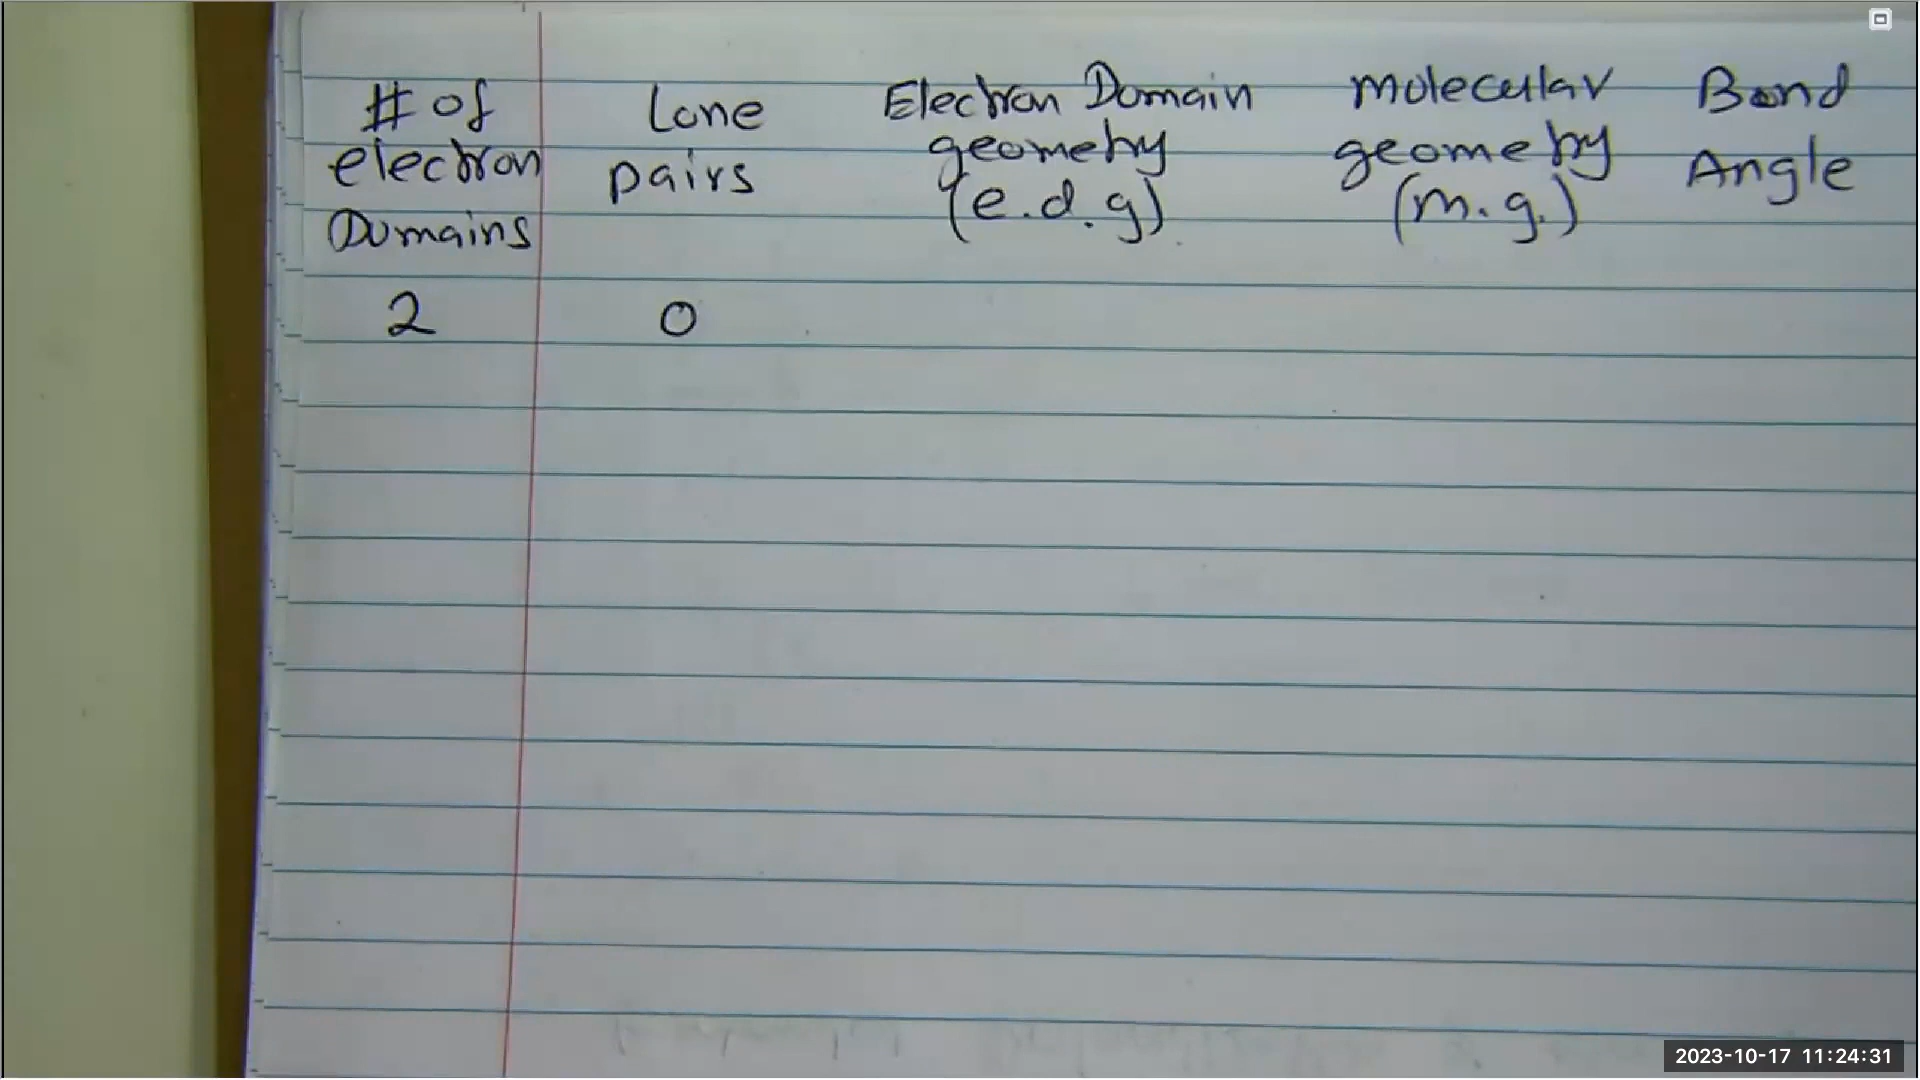 # of Lone Electron Domain Molecular Bond
electron pairs geometry geometry Angle
Domains (e.d.g) (m.g.)
2 0
2023-10-17 11:24:31